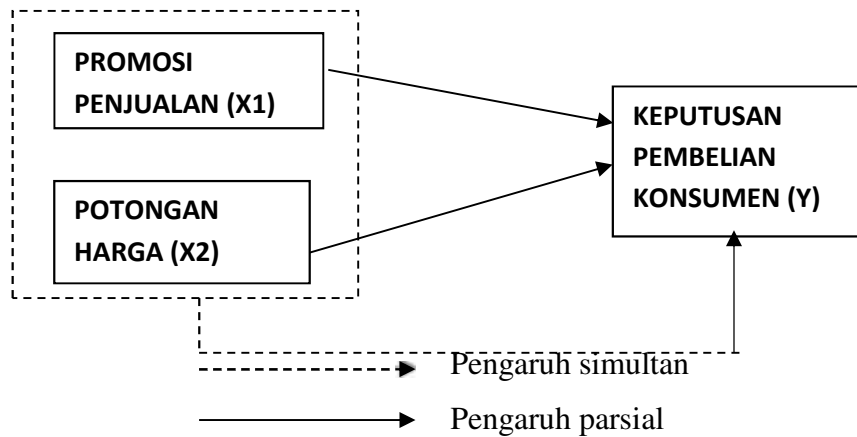 PROMOSI
PENJUALAN (X1)
POTONGAN
HARGA (X2)
KEPUTUSAN
PEMBELIAN
KONSUMEN (Y)
Pengaruh simultan
Pengaruh parsial